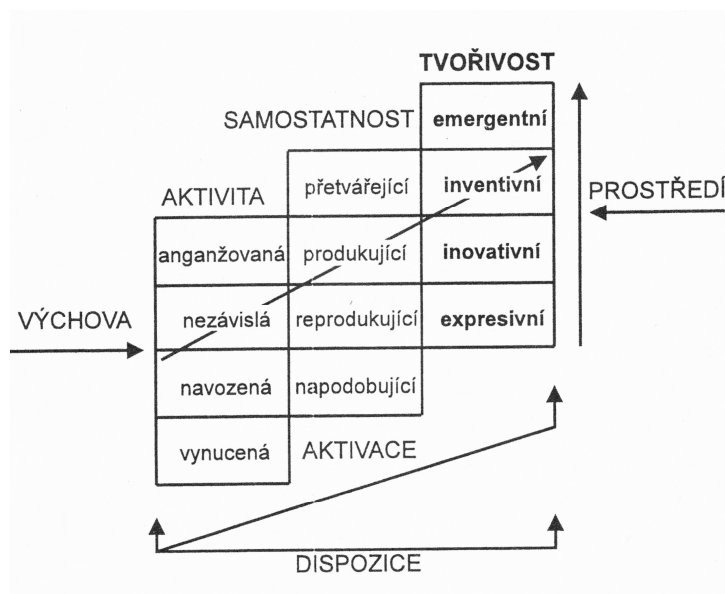 TVOŘIVOST
SAMOSTATNOST emergentní
AKTIVITA přetvářející inventivní PROSTŘEDÍ
anganžovaná produkující inovativní
VÝCHOVA nezávislá reprodukující expresivní
navozená napodobující
vynucená AKTIVACE
DISPOZICE